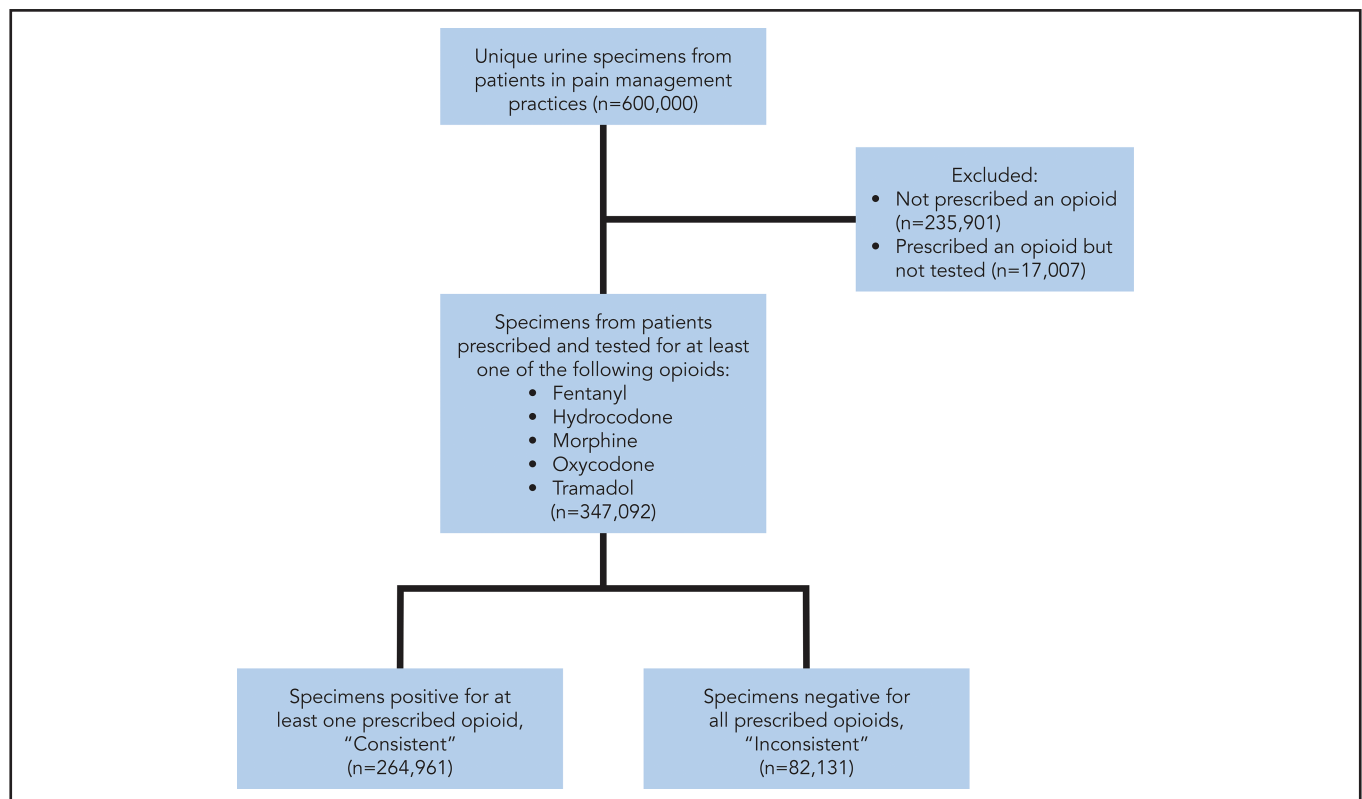 Unique urine specimens from
patients in pain management
practices (n=600,000)
Excluded:
• Not prescribed an opioid
(n=235,901)
• Prescribed an opioid but
not tested (n=17,007)
Specimens from patients
prescribed and tested for at least
one of the following opioids:
• Fentanyl
• Hydrocodone
• Morphine
• Oxycodone
• Tramadol
(n=347,092)
Specimens positive for at
least one prescribed opioid,
“Consistent”
(n=264,961)
Specimens negative for
all prescribed opioids,
“Inconsistent”
(n=82,131)